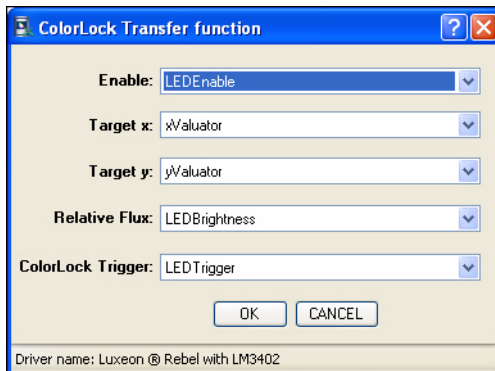 ColorLock Transfer function
Enable: LEDEnable
Target x: xValuator
Target y: yValuator
Relative Flux: LEDBrightness
ColorLock Trigger: LEDTrigger
OK CANCEL
Driver name: Luxeon ® Rebel with LM3402